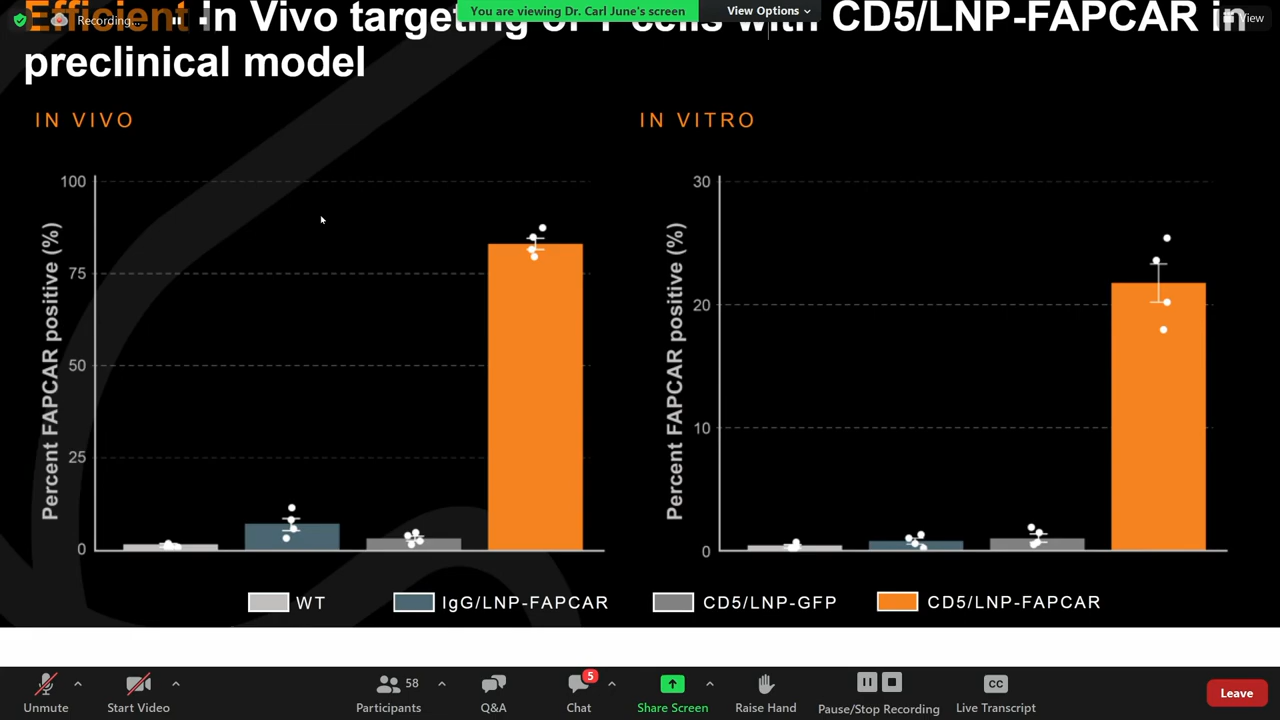 Recording...
You are viewing Dr. Carl June's screen
View Options
View
Efficient In Vivo targeting of T cells with CD5/LNP-FAPCAR in
preclinical model
IN VIVO
Percent FAPCAR positive (%)
100
75
50
25
0
IN VITRO
Percent FAPCAR positive (%)
30
20
10
0
WT
IgG/LNP-FAPCAR
CD5/LNP-GFP
CD5/LNP-FAPCAR
Unmute
Start Video
58
Participants
Q&A
5
Chat
Share Screen
Raise Hand
Pause/Stop Recording
CC
Live Transcript
Leave